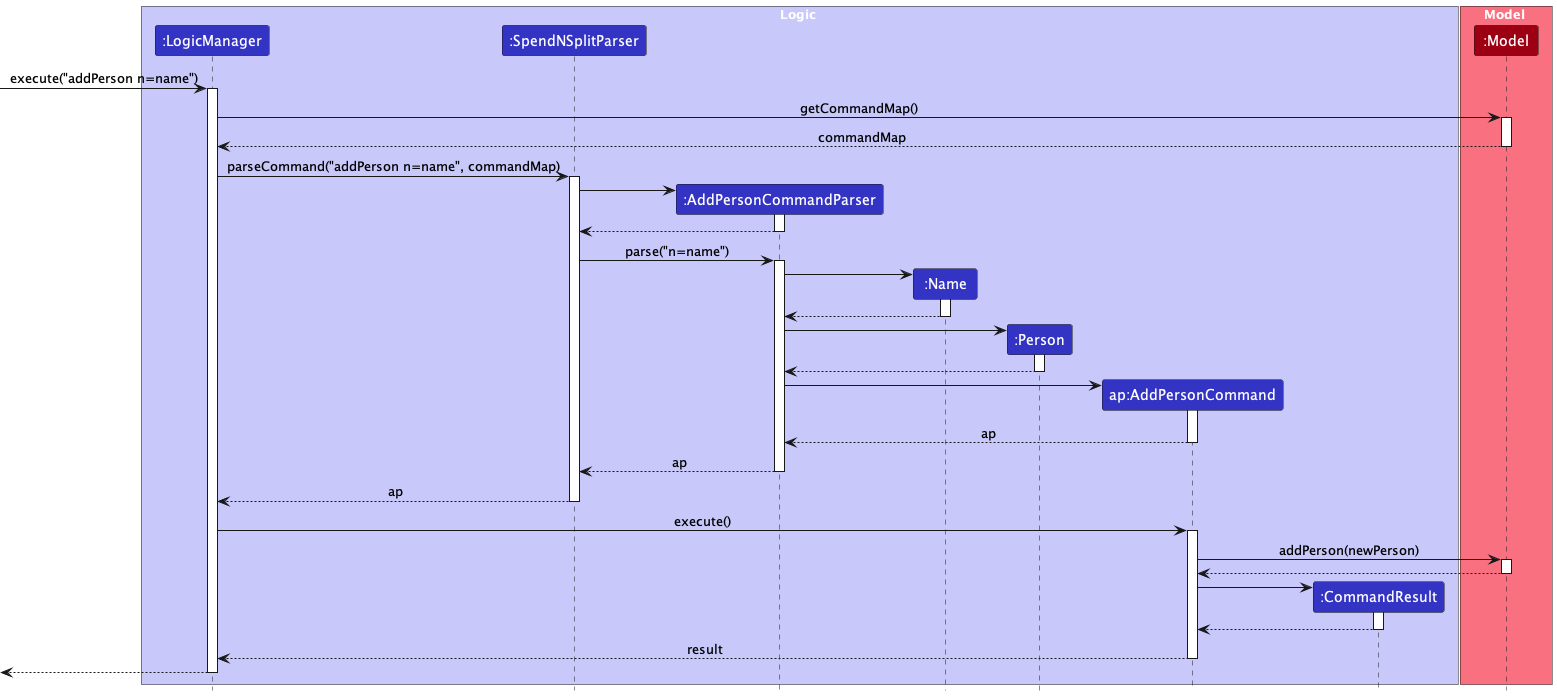 Logic
Model
:LogicManager
:SpendNSplitParser
:Model
execute("addPerson n=name")
getCommandMap()
commandMap
parseCommand("addPerson n=name", commandMap)
:AddPersonCommandParser
parse("n=name")
:Name
:Person
ap:AddPersonCommand
ap
ap
ap
execute()
addPerson(newPerson)
:CommandResult
result